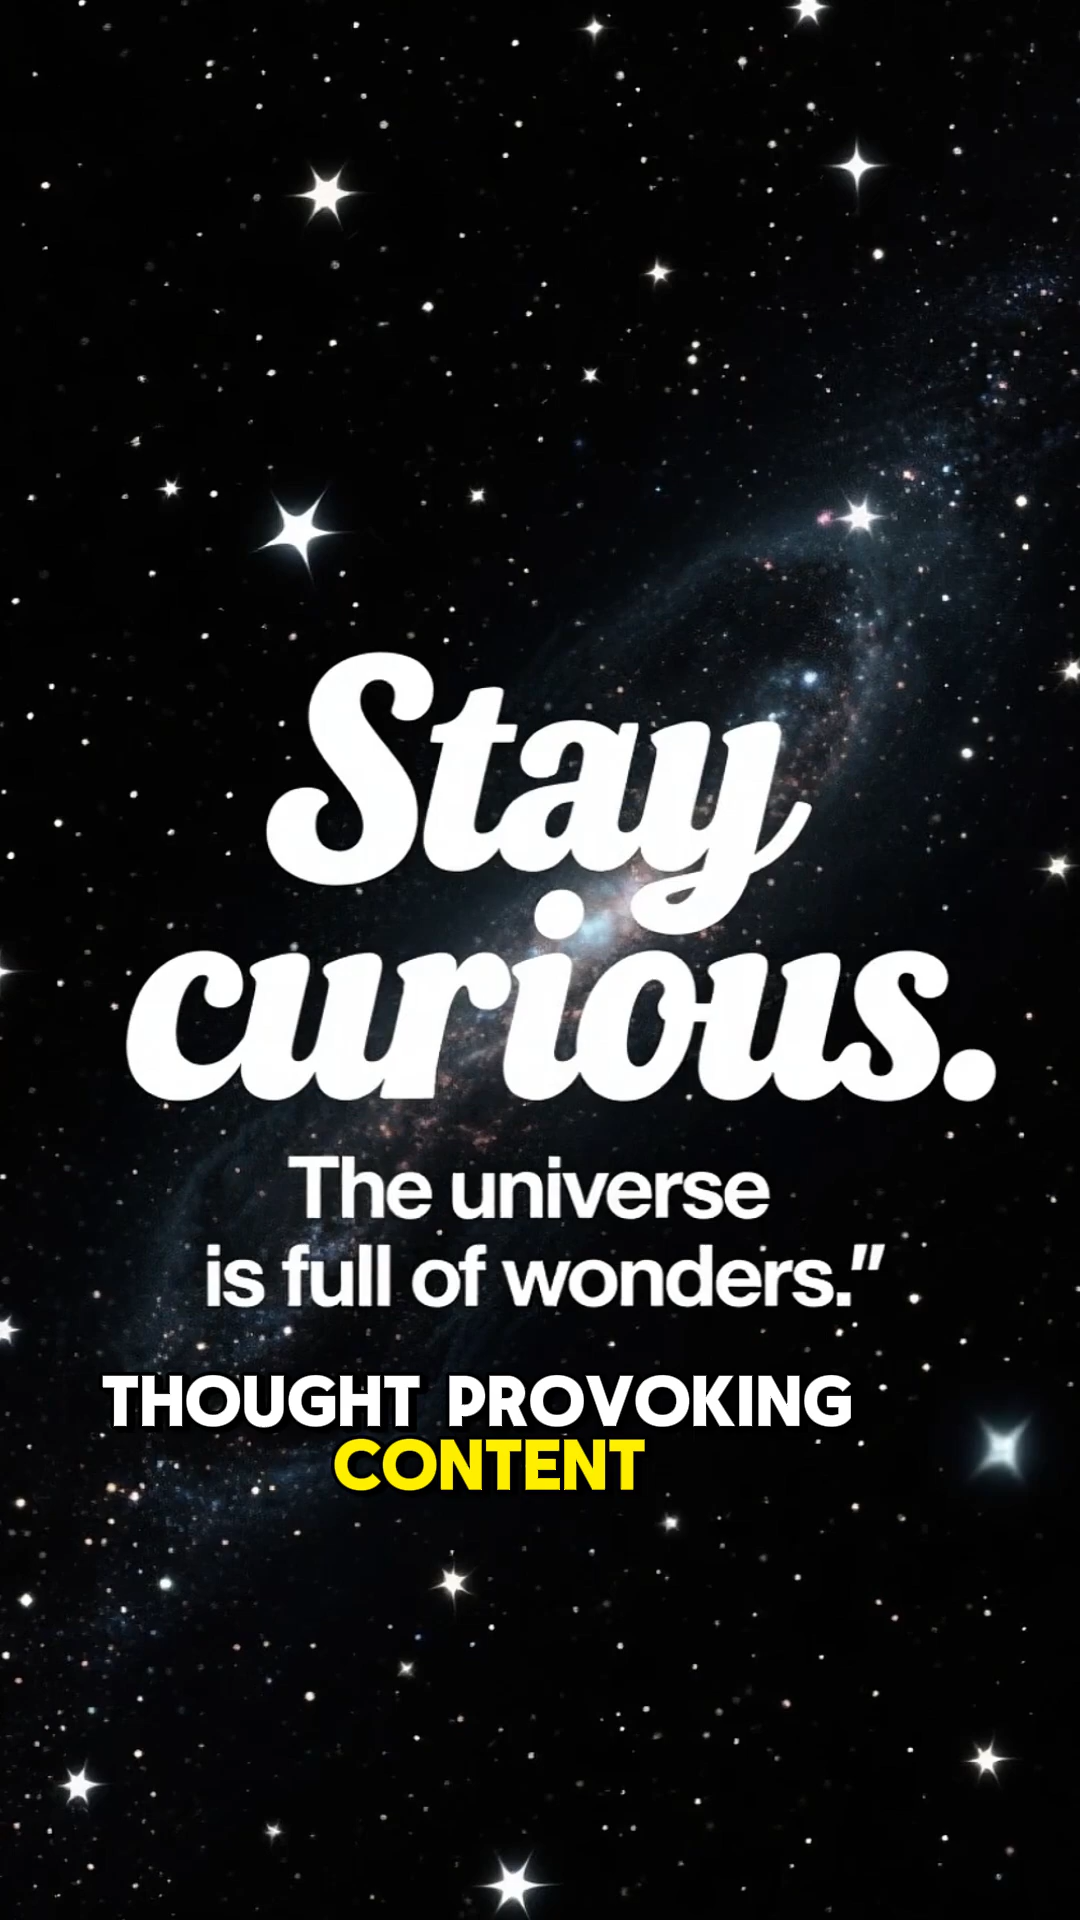 Stay
curious.
The universe
is full of wonders.”
THOUGHT PROVOKING
CONTENT